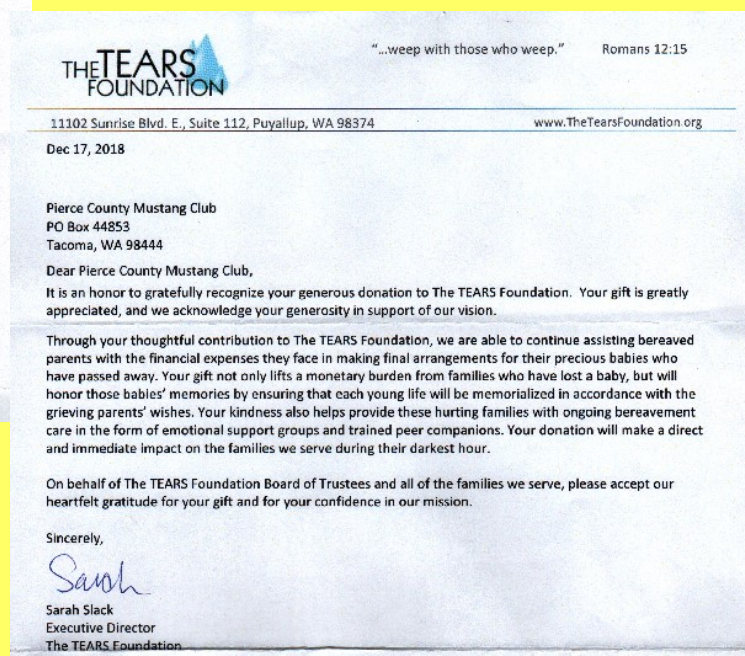 THE TEARS
FOUNDATION
"...weep with those who weep." Romans 12:15
11102 Sunrise Blvd. E., Suite 112, Puyallup, WA 98374 www.TheTearsFoundation.org
Dec 17, 2018
Pierce County Mustang Club
PO Box 44853
Tacoma, WA 98444
Dear Pierce County Mustang Club,
It is an honor to gratefully recognize your generous donation to The TEARS Foundation. Your gift is greatly
appreciated, and we acknowledge your generosity in support of our vision.
Through your thoughtful contribution to The TEARS Foundation, we are able to continue assisting bereaved
parents with the financial expenses they face in making final arrangements for their precious babies who
have passed away. Your gift not only lifts a monetary burden from families who have lost a baby, but will
honor those babies' memories by ensuring that each young life will be memorialized in accordance with the
grieving parents' wishes. Your kindness also helps provide these hurting families with ongoing bereavement
care in the form of emotional support groups and trained peer companions. Your donation will make a direct
and immediate impact on the families we serve during their darkest hour.
On behalf of The TEARS Foundation Board of Trustees and all of the families we serve, please accept our
heartfelt gratitude for your gift and for your confidence in our mission.
Sincerely,
Sarah
Sarah Slack
Executive Director
The TEARS Foundation